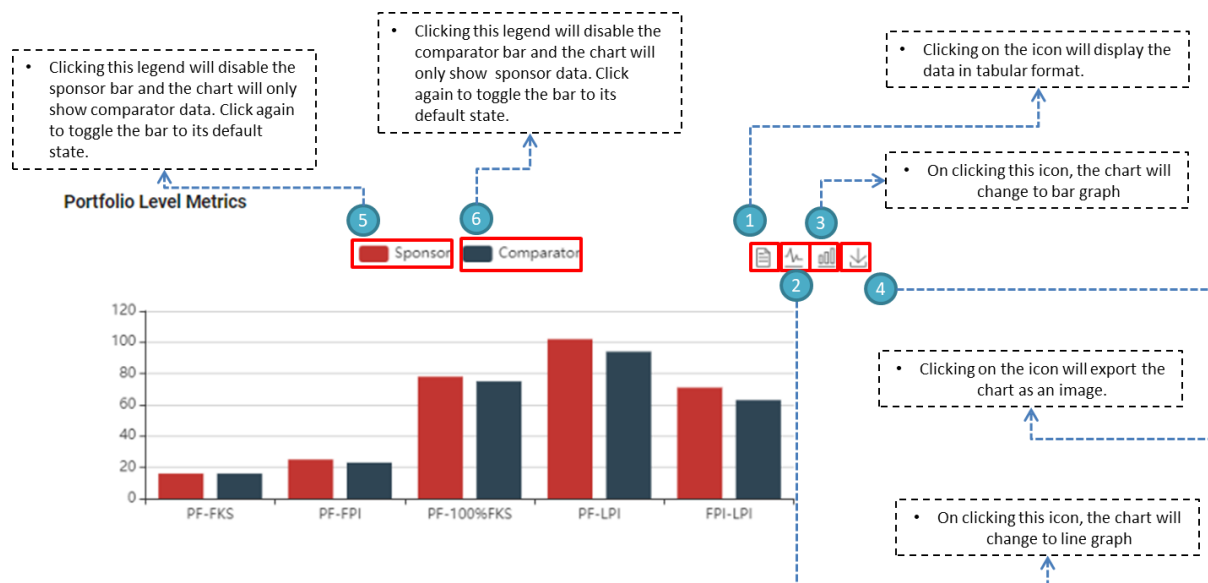 • Clicking this legend will disable the
sponsor bar and the chart will only
show comparator data. Click again
to toggle the bar to its default
state.
• Clicking this legend will disable the
comparator bar and the chart will
only show sponsor data. Click
again to toggle the bar to its
default state.
• Clicking on the icon will display the
data in tabular format.
• On clicking this icon, the chart will
change to bar graph
Portfolio Level Metrics
5
6
1
3
Sponsor
Comparator
2
4
120
100
80
60
40
20
0
PF-FKS
PF-FPI
PF-100%FKS
PF-LPI
FPI-LPI
• Clicking on the icon will export the
chart as an image.
• On clicking this icon, the chart will
change to line graph